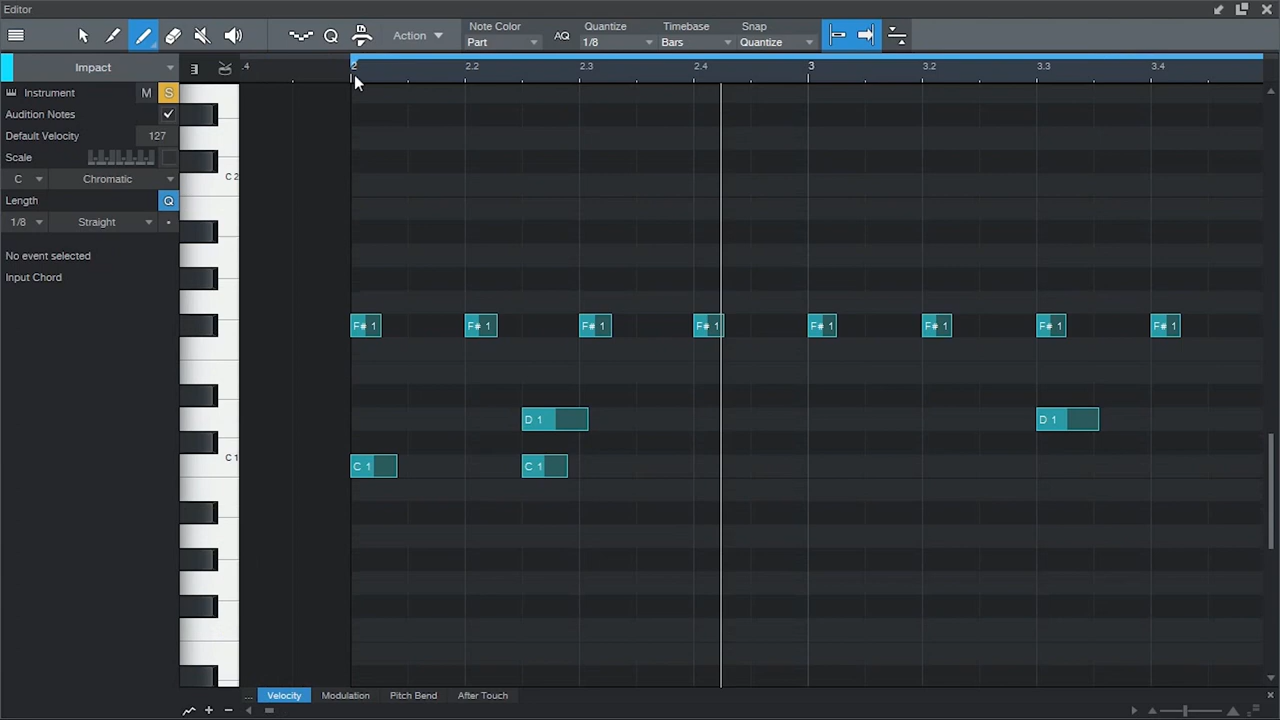 Editor
Action
Note Color
Part
AQ
Quantize
1/8
Timebase
Bars
Snap
Quantize
Impact
.4
2
2.2
2.3
2.4
3
3.2
3.3
3.4
Instrument
M
S
Audition Notes
Default Velocity
127
Scale
C
Chromatic
Length
Q
1/8
Straight
No event selected
Input Chord
C 2
F# 1
F# 1
F# 1
F# 1
F# 1
F# 1
F# 1
F# 1
D 1
D 1
C 1
C 1
C 1
...
Velocity
Modulation
Pitch Bend
After Touch